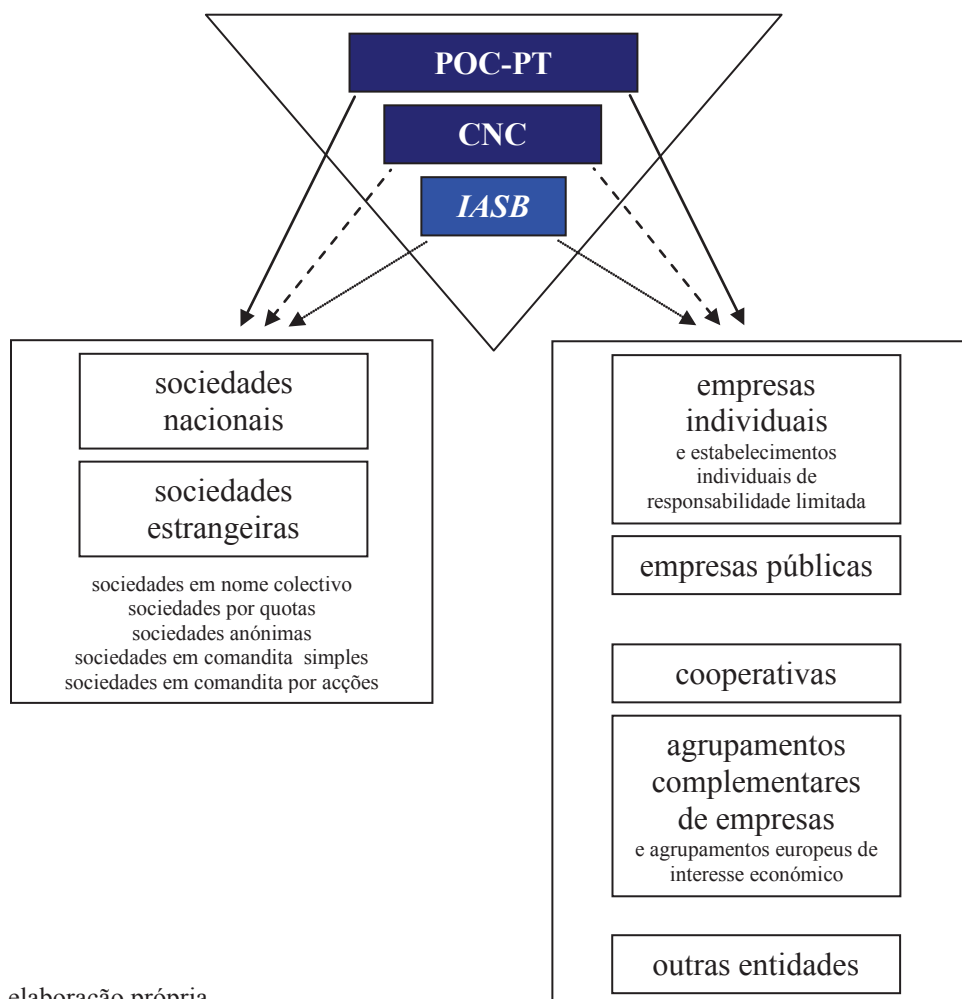 POC-PT
CNC
IASB
sociedades
nacionais
sociedades
estrangeiras
sociedades em nome colectivo
sociedades por quotas
sociedades anónimas
sociedades em comandita simples
sociedades em comandita por acções
empresas
individuais
e estabelecimentos
individuais de
responsabilidade limitada
empresas públicas
cooperativas
agrupamentos
complementares
de empresas
e agrupamentos europeus de
interesse económico
outras entidades
elaboração própria